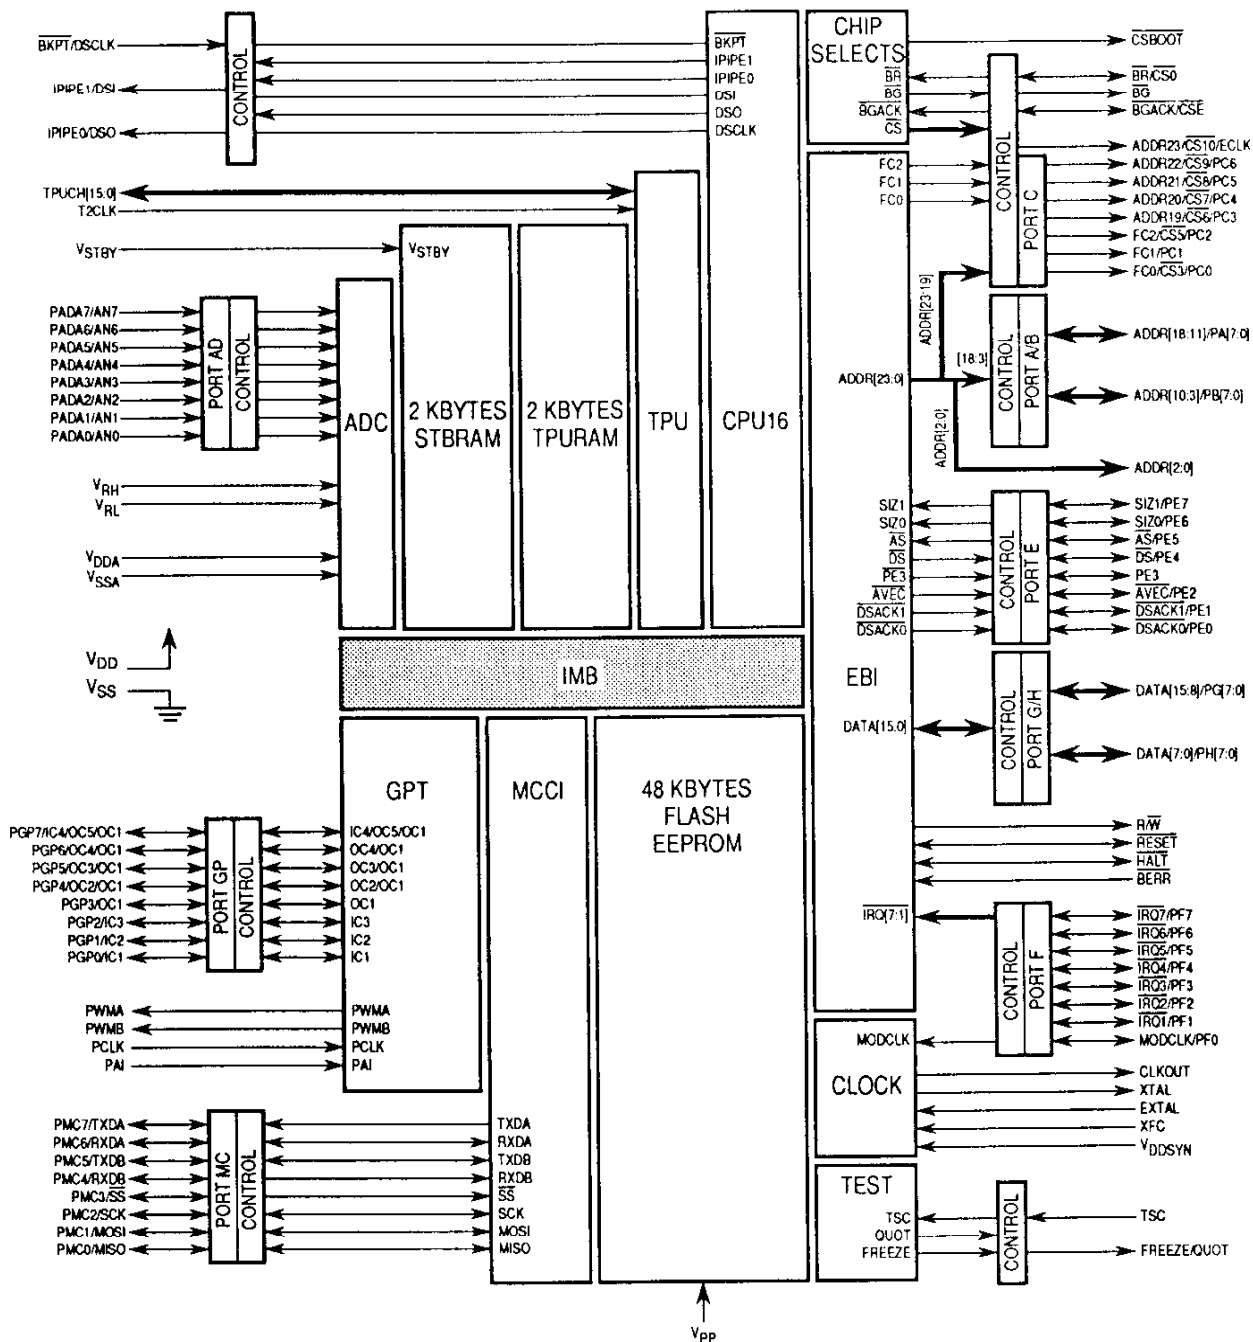 BKPT/DSCLK
IPIPE1/DSI
IPIPE0/DSO
CONTROL
BKPT
IPIPE1
IPIPE0
DSI
DSO
DSCLK
CPU16
CHIP
SELECTS
BR
BG
BGACK
CS
CSBOOT
BR/CS0
BG
BGACK/CSE
CONTROL
PORT C
ADDR23/CS10/ECLK
ADDR22/CS9/PC6
ADDR21/CS8/PC5
ADDR20/CS7/PC4
ADDR19/CS6/PC3
FC2/CS5/PC2
FC1/PC1
FC0/CS3/PC0
FC2
FC1
FC0
TPUCH[15:0]
T2CLK
TPU
VSTBY
VSTBY
2 KBYTES
STBRAM
2 KBYTES
TPURAM
PADA7/AN7
PADA6/AN6
PADA5/AN5
PADA4/AN4
PADA3/AN3
PADA2/AN2
PADA1/AN1
PADA0/AN0
PORT AD
CONTROL
ADC
VRH
VRL
VDDA
VSSA
VDD
VSS
ADDR[23:19]
[18:3]
ADDR[23:0]
ADDR[2:0]
CONTROL
PORT A/B
ADDR[18:11]/PA[7:0]
ADDR[10:3]/PB[7:0]
ADDR[2:0]
SIZ1
SIZ0
AS
DS
PE3
AVEC
DSACK1
DSACK0
CONTROL
PORT E
SIZ1/PE7
SIZ0/PE6
AS/PE5
DS/PE4
PE3
AVEC/PE2
DSACK1/PE1
DSACK0/PE0
IMB
EBI
DATA[15:0]
CONTROL
PORT G/H
DATA[15:8]/PG[7:0]
DATA[7:0]/PH[7:0]
GPT
MCCI
48 KBYTES
FLASH
EEPROM
PGP7/IC4/OC5/OC1
PGP6/OC4/OC1
PGP5/OC3/OC1
PGP4/OC2/OC1
PGP3/OC1
PGP2/IC3
PGP1/IC2
PGP0/IC1
PORT GP
CONTROL
IC4/OC5/OC1
OC4/OC1
OC3/OC1
OC2/OC1
OC1
IC3
IC2
IC1
PWMA
PWMB
PCLK
PAI
PWMA
PWMB
PCLK
PAI
R/W
RESET
HALT
BERR
IRQ[7:1]
CONTROL
PORT F
IRQ7/PF7
IRQ6/PF6
IRQ5/PF5
IRQ4/PF4
IRQ3/PF3
IRQ2/PF2
IRQ1/PF1
MODCLK/PF0
MODCLK
CLOCK
CLKOUT
XTAL
EXTAL
XFC
VDDSYN
PMC7/TXDA
PMC6/RXDA
PMC5/TXDB
PMC4/RXDB
PMC3/SS
PMC2/SCK
PMC1/MOSI
PMC0/MISO
PORT MC
CONTROL
TXDA
RXDA
TXDB
RXDB
SS
SCK
MOSI
MISO
TEST
TSC
QUOT
FREEZE
CONTROL
TSC
FREEZE/QUOT
VPP